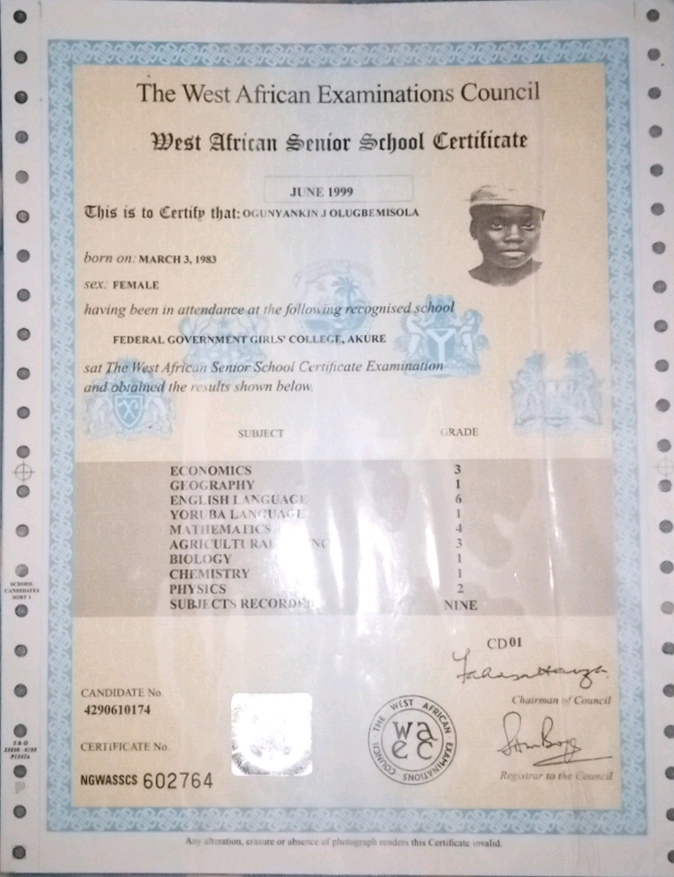 The West African Examinations Council
West African Senior School Certificate
JUNE 1999
This is to Certify that: OGUNYANKIN J OLUGBEMISOLA
born on: MARCH 3, 1983
sex: FEMALE
having been in attendance at the following recognised school
FEDERAL GOVERNMENT GIRLS' COLLEGE, AKURE
sat The West African Senior School Certificate Examination
and obtained the results shown below.
SUBJECT GRADE
ECONOMICS 3
GEOGRAPHY 1
ENGLISH LANGUAGE 6
YORUBA LANGUAGE 1
MATHEMATICS 4
AGRICULTURAL 3
BIOLOGY 1
CHEMISTRY 1
PHYSICS 2
SUBJECTS RECORDED NINE
SCHOOL
CANDIDATES
SORT 1
CD01
Chairman of Council
CANDIDATE No.
4290610174
THE WEST AFRICAN EXAMINATIONS COUNCIL
wa
ec
CERTIFICATE No.
Registrar to the Council
NGWASSCS 602764
Any alteration, erasure or absence of photograph renders this Certificate invalid.